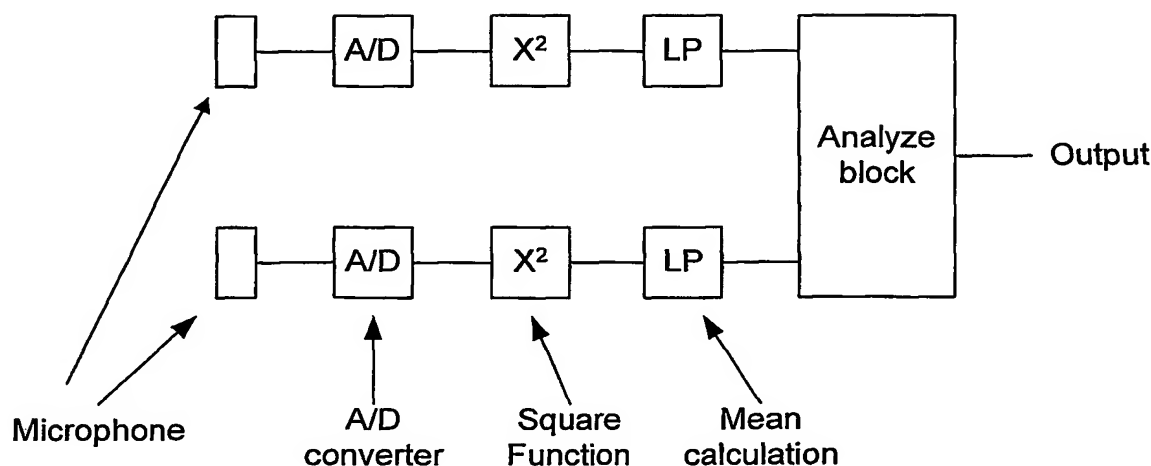 A/D X² LP
Analyze
block
Output
A/D X² LP
Microphone
A/D
converter
Square
Function
Mean
calculation